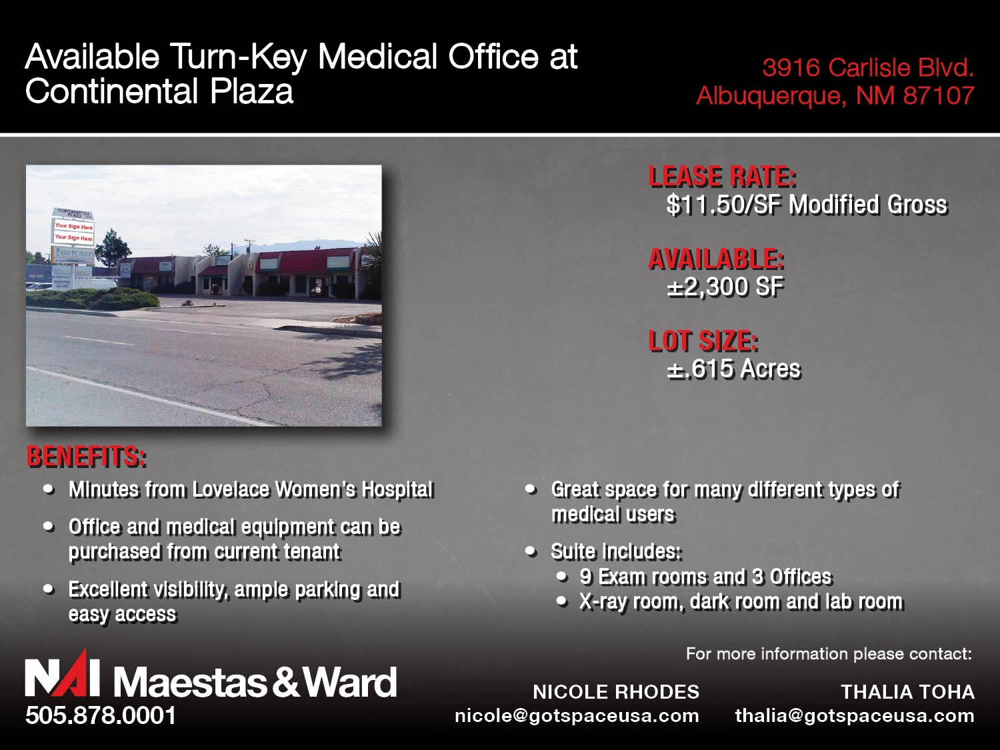 Available Turn-Key Medical Office at
Continental Plaza
3916 Carlisle Blvd.
Albuquerque, NM 87107
CONTINENTAL
PLAZA
Your Sign Here
Your Sign Here
LEASE RATE:
$11.50/SF Modified Gross
AVAILABLE:
±2,300 SF
LOT SIZE:
±.615 Acres
BENEFITS:
• Minutes from Lovelace Women's Hospital
• Office and medical equipment can be
purchased from current tenant
• Excellent visibility, ample parking and
easy access
• Great space for many different types of
medical users
• Suite includes:
• 9 Exam rooms and 3 Offices
• X-ray room, dark room and lab room
NAI Maestas & Ward
505.878.0001
For more information please contact:
NICOLE RHODES
nicole@gotspaceusa.com
THALIA TOHA
thalia@gotspaceusa.com